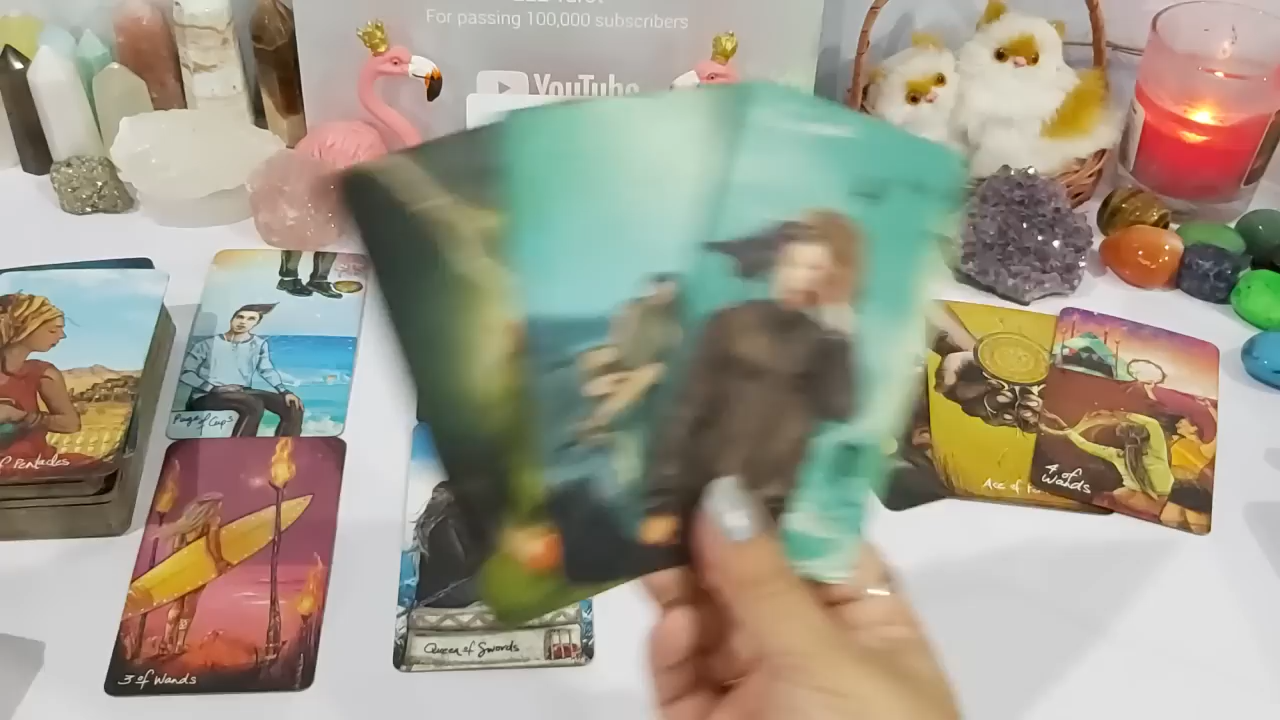 For passing 100,000 subscribers
YouTube
Page of Cups
of Pentacles
Ace of
4 of
Wands
Queen of Swords
3 of Wands